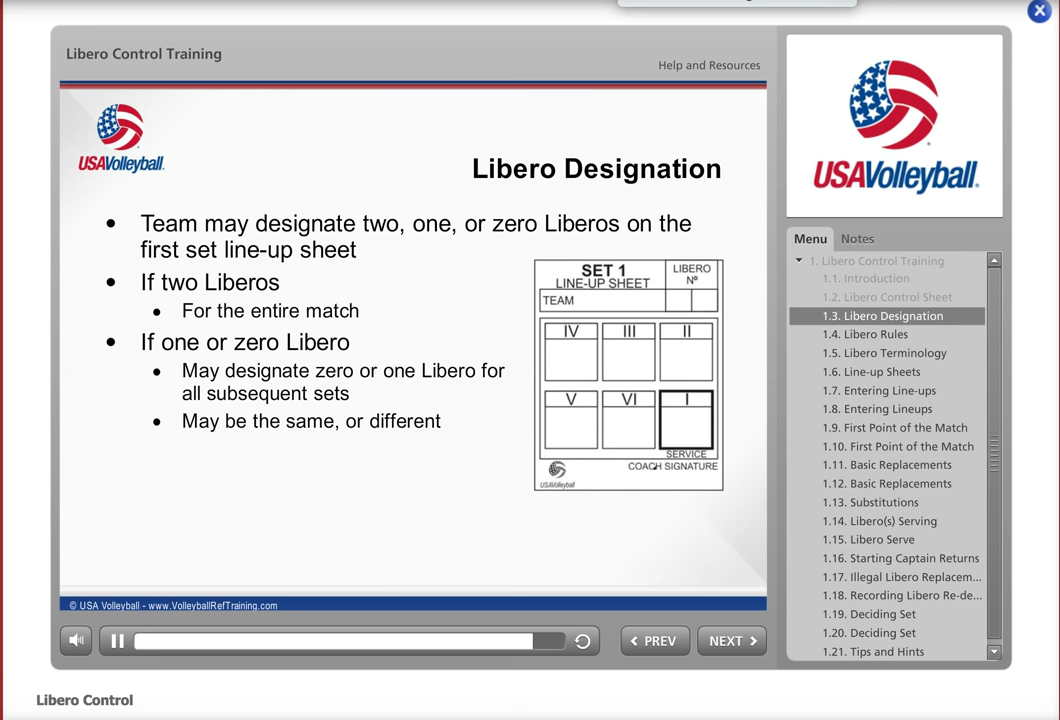 Libero Control Training
Help and Resources
USAVolleyball.
Libero Designation
• Team may designate two, one, or zero Liberos on the
first set line-up sheet
• If two Liberos
• For the entire match
• If one or zero Libero
• May designate zero or one Libero for
all subsequent sets
• May be the same, or different
SET 1
LINE-UP SHEET
LIBERO
Nº
TEAM
IV III II
V VI I
SERVICE
COACH SIGNATURE
USAVolleyball
© USA Volleyball - www.VolleyballRefTraining.com
PREV
NEXT
USAVolleyball.
Menu Notes
1. Libero Control Training
1.1. Introduction
1.2. Libero Control Sheet
1.3. Libero Designation
1.4. Libero Rules
1.5. Libero Terminology
1.6. Line-up Sheets
1.7. Entering Line-ups
1.8. Entering Lineups
1.9. First Point of the Match
1.10. First Point of the Match
1.11. Basic Replacements
1.12. Basic Replacements
1.13. Substitutions
1.14. Libero(s) Serving
1.15. Libero Serve
1.16. Starting Captain Returns
1.17. Illegal Libero Replacem...
1.18. Recording Libero Re-de...
1.19. Deciding Set
1.20. Deciding Set
1.21. Tips and Hints
Libero Control